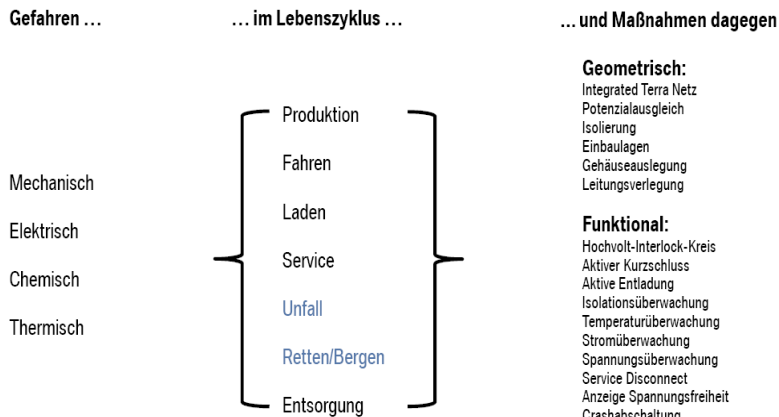 Gefahren …
Mechanisch
Elektrisch
Chemisch
Thermisch
… im Lebenszyklus …
Produktion
Fahren
Laden
Service
Unfall
Retten/Bergen
Entsorgung
… und Maßnahmen dagegen
Geometrisch:
Integrated Terra Netz
Potenzialausgleich
Isolierung
Einbaulagen
Gehäuseauslegung
Leitungsverlegung
Funktional:
Hochvolt-Interlock-Kreis
Aktiver Kurzschluss
Aktive Entladung
Isolationsüberwachung
Temperaturüberwachung
Stromüberwachung
Spannungsüberwachung
Service Disconnect
Anzeige Spannungsfreiheit
Crashabschaltung